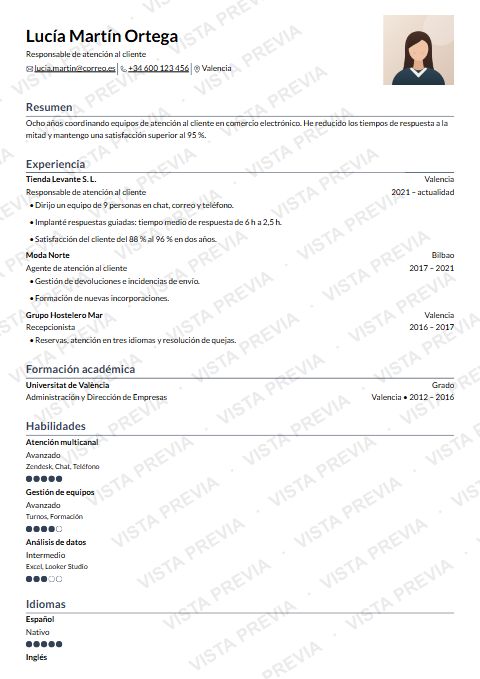 Lucía Martín Ortega
Responsable de atención al cliente
lucia.martin@correo.es | +34 600 123 456 | Valencia
Resumen
Ocho años coordinando equipos de atención al cliente en comercio electrónico. He reducido los tiempos de respuesta a la
mitad y mantengo una satisfacción superior al 95 %.
Experiencia
Tienda Levante S. L. Valencia
Responsable de atención al cliente 2021 – actualidad
• Dirijo un equipo de 9 personas en chat, correo y teléfono.
• Implanté respuestas guiadas: tiempo medio de respuesta de 6 h a 2,5 h.
• Satisfacción del cliente del 88 % al 96 % en dos años.
Moda Norte Bilbao
Agente de atención al cliente 2017 – 2021
• Gestión de devoluciones e incidencias de envío.
• Formación de nuevas incorporaciones.
Grupo Hostelero Mar Valencia
Recepcionista 2016 – 2017
• Reservas, atención en tres idiomas y resolución de quejas.
Formación académica
Universitat de València Grado
Administración y Dirección de Empresas Valencia • 2012 – 2016
Habilidades
Atención multicanal
Avanzado
Zendesk, Chat, Teléfono
Gestión de equipos
Avanzado
Turnos, Formación
Análisis de datos
Intermedio
Excel, Looker Studio
Idiomas
Español
Nativo
Inglés
VISTA PREVIA